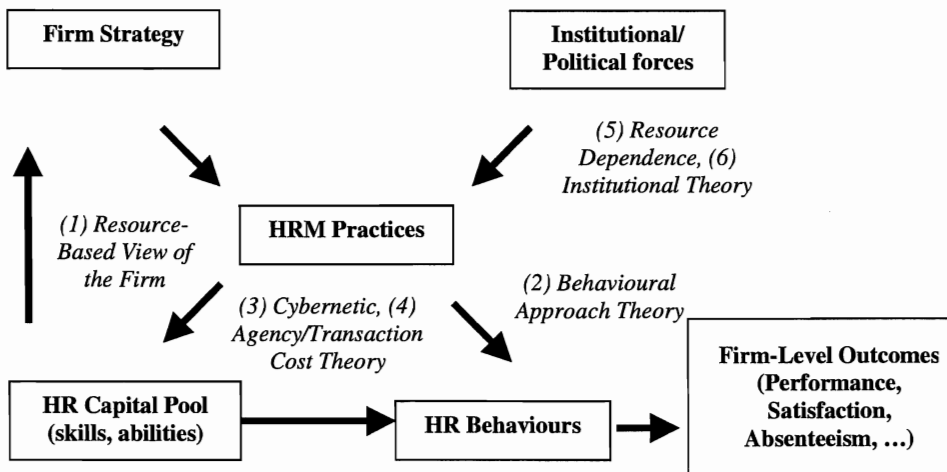 Firm Strategy
Institutional/
Political forces
(5) Resource
Dependence, (6)
Institutional Theory
HRM Practices
(1) Resource-
Based View of
the Firm
(3) Cybernetic, (4)
Agency/Transaction
Cost Theory
(2) Behavioural
Approach Theory
HR Capital Pool
(skills, abilities)
HR Behaviours
Firm-Level Outcomes
(Performance,
Satisfaction,
Absenteeism, ...)